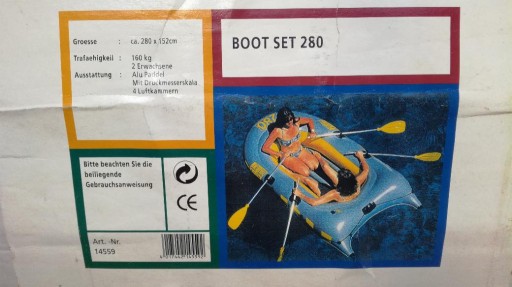 Groesse : ca. 280 x 152cm
Trafaehigkeil : 160 kg
2 Erwachsene
Ausstattung : Alu Paddel
Mit Druckmesserskala
4 Luftkammern
BOOT SET 280
Bitte beachten Sie die
beiliegende
Gebrauchsanweisung
CE
Art.-Nr.
14559